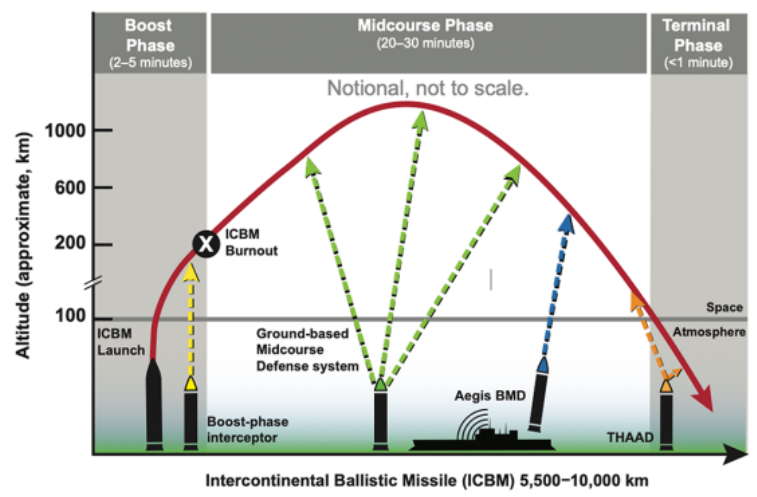 Boost
Phase
(2–5 minutes)
Midcourse Phase
(20–30 minutes)
Terminal
Phase
(<1 minute)
Notional, not to scale.
Altitude (approximate, km)
1000
600
200
100
X
ICBM
Burnout
ICBM
Launch
Space
Atmosphere
Ground-based
Midcourse
Defense system
Aegis BMD
Boost-phase
interceptor
THAAD
Intercontinental Ballistic Missile (ICBM) 5,500–10,000 km